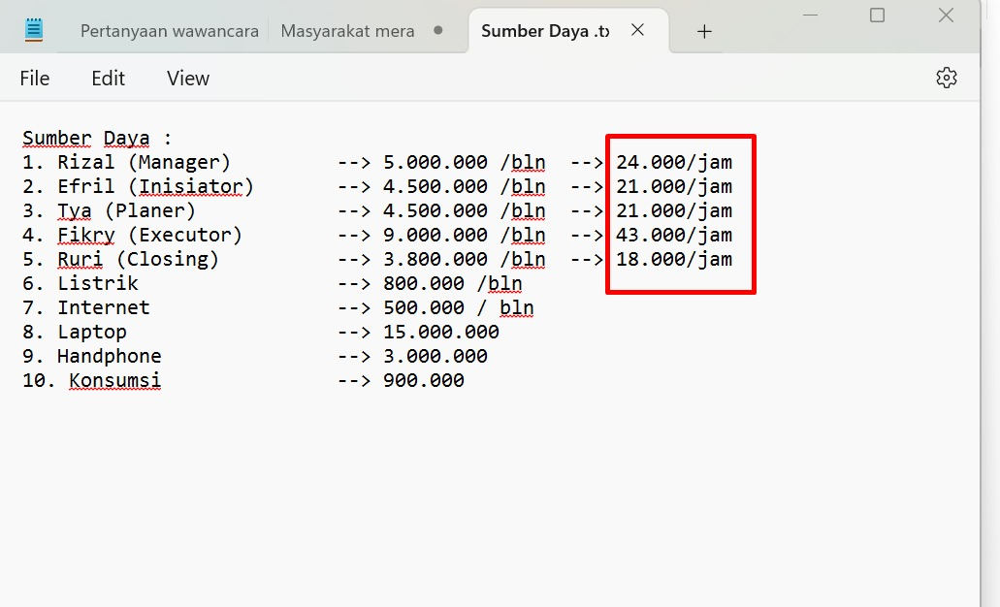 Pertanyaan wawancara
Masyarakat mera
Sumber Daya .tx
File Edit View
Sumber Daya :
1. Rizal (Manager) --> 5.000.000 /bln --> 24.000/jam
2. Efril (Inisiator) --> 4.500.000 /bln --> 21.000/jam
3. Tya (Planer) --> 4.500.000 /bln --> 21.000/jam
4. Fikry (Executor) --> 9.000.000 /bln --> 43.000/jam
5. Ruri (Closing) --> 3.800.000 /bln --> 18.000/jam
6. Listrik --> 800.000 /bln
7. Internet --> 500.000 / bln
8. Laptop --> 15.000.000
9. Handphone --> 3.000.000
10. Konsumsi --> 900.000